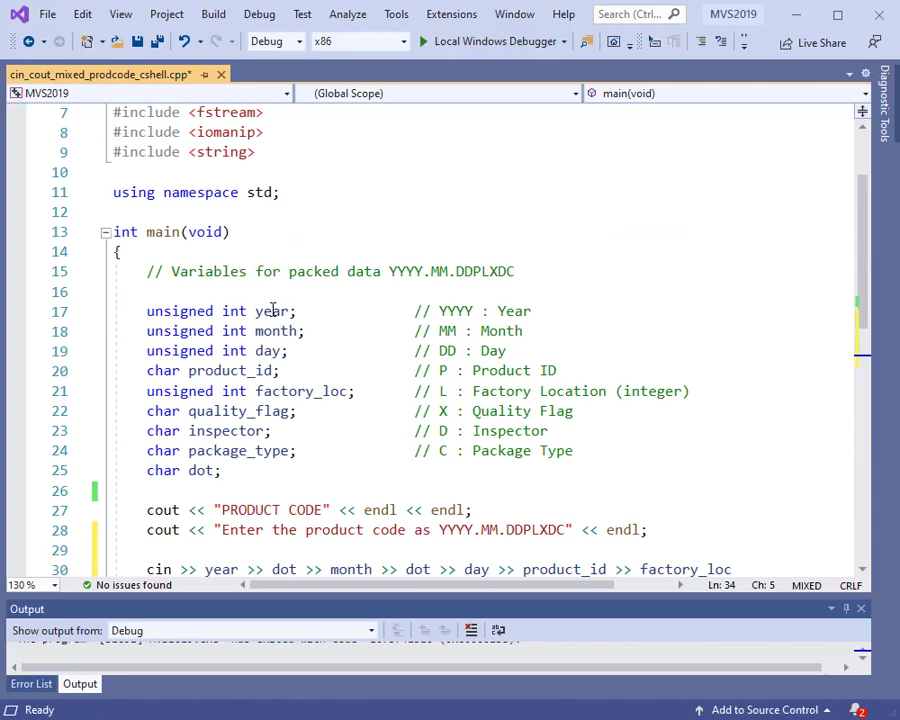 File Edit View Project Build Debug Test Analyze Tools Extensions Window Help Search (Ctrl... MVS2019
Debug x86 Local Windows Debugger Live Share
cin_cout_mixed_prodcode_cshell.cpp*
MVS2019 (Global Scope) main(void)
Diagnostic Tools
7 #include <fstream>
8 #include <iomanip>
9 #include <string>
10
11 using namespace std;
12
13 int main(void)
14 {
15 // Variables for packed data YYYY.MM.DDPLXDC
16
17 unsigned int year; // YYYY : Year
18 unsigned int month; // MM : Month
19 unsigned int day; // DD : Day
20 char product_id; // P : Product ID
21 unsigned int factory_loc; // L : Factory Location (integer)
22 char quality_flag; // X : Quality Flag
23 char inspector; // D : Inspector
24 char package_type; // C : Package Type
25 char dot;
26
27 cout << "PRODUCT CODE" << endl << endl;
28 cout << "Enter the product code as YYYY.MM.DDPLXDC" << endl;
29
30 cin >> year >> dot >> month >> dot >> day >> product_id >> factory_loc
130 % No issues found Ln: 34 Ch: 5 MIXED CRLF
Output
Show output from: Debug
Error List Output
Ready Add to Source Control 2